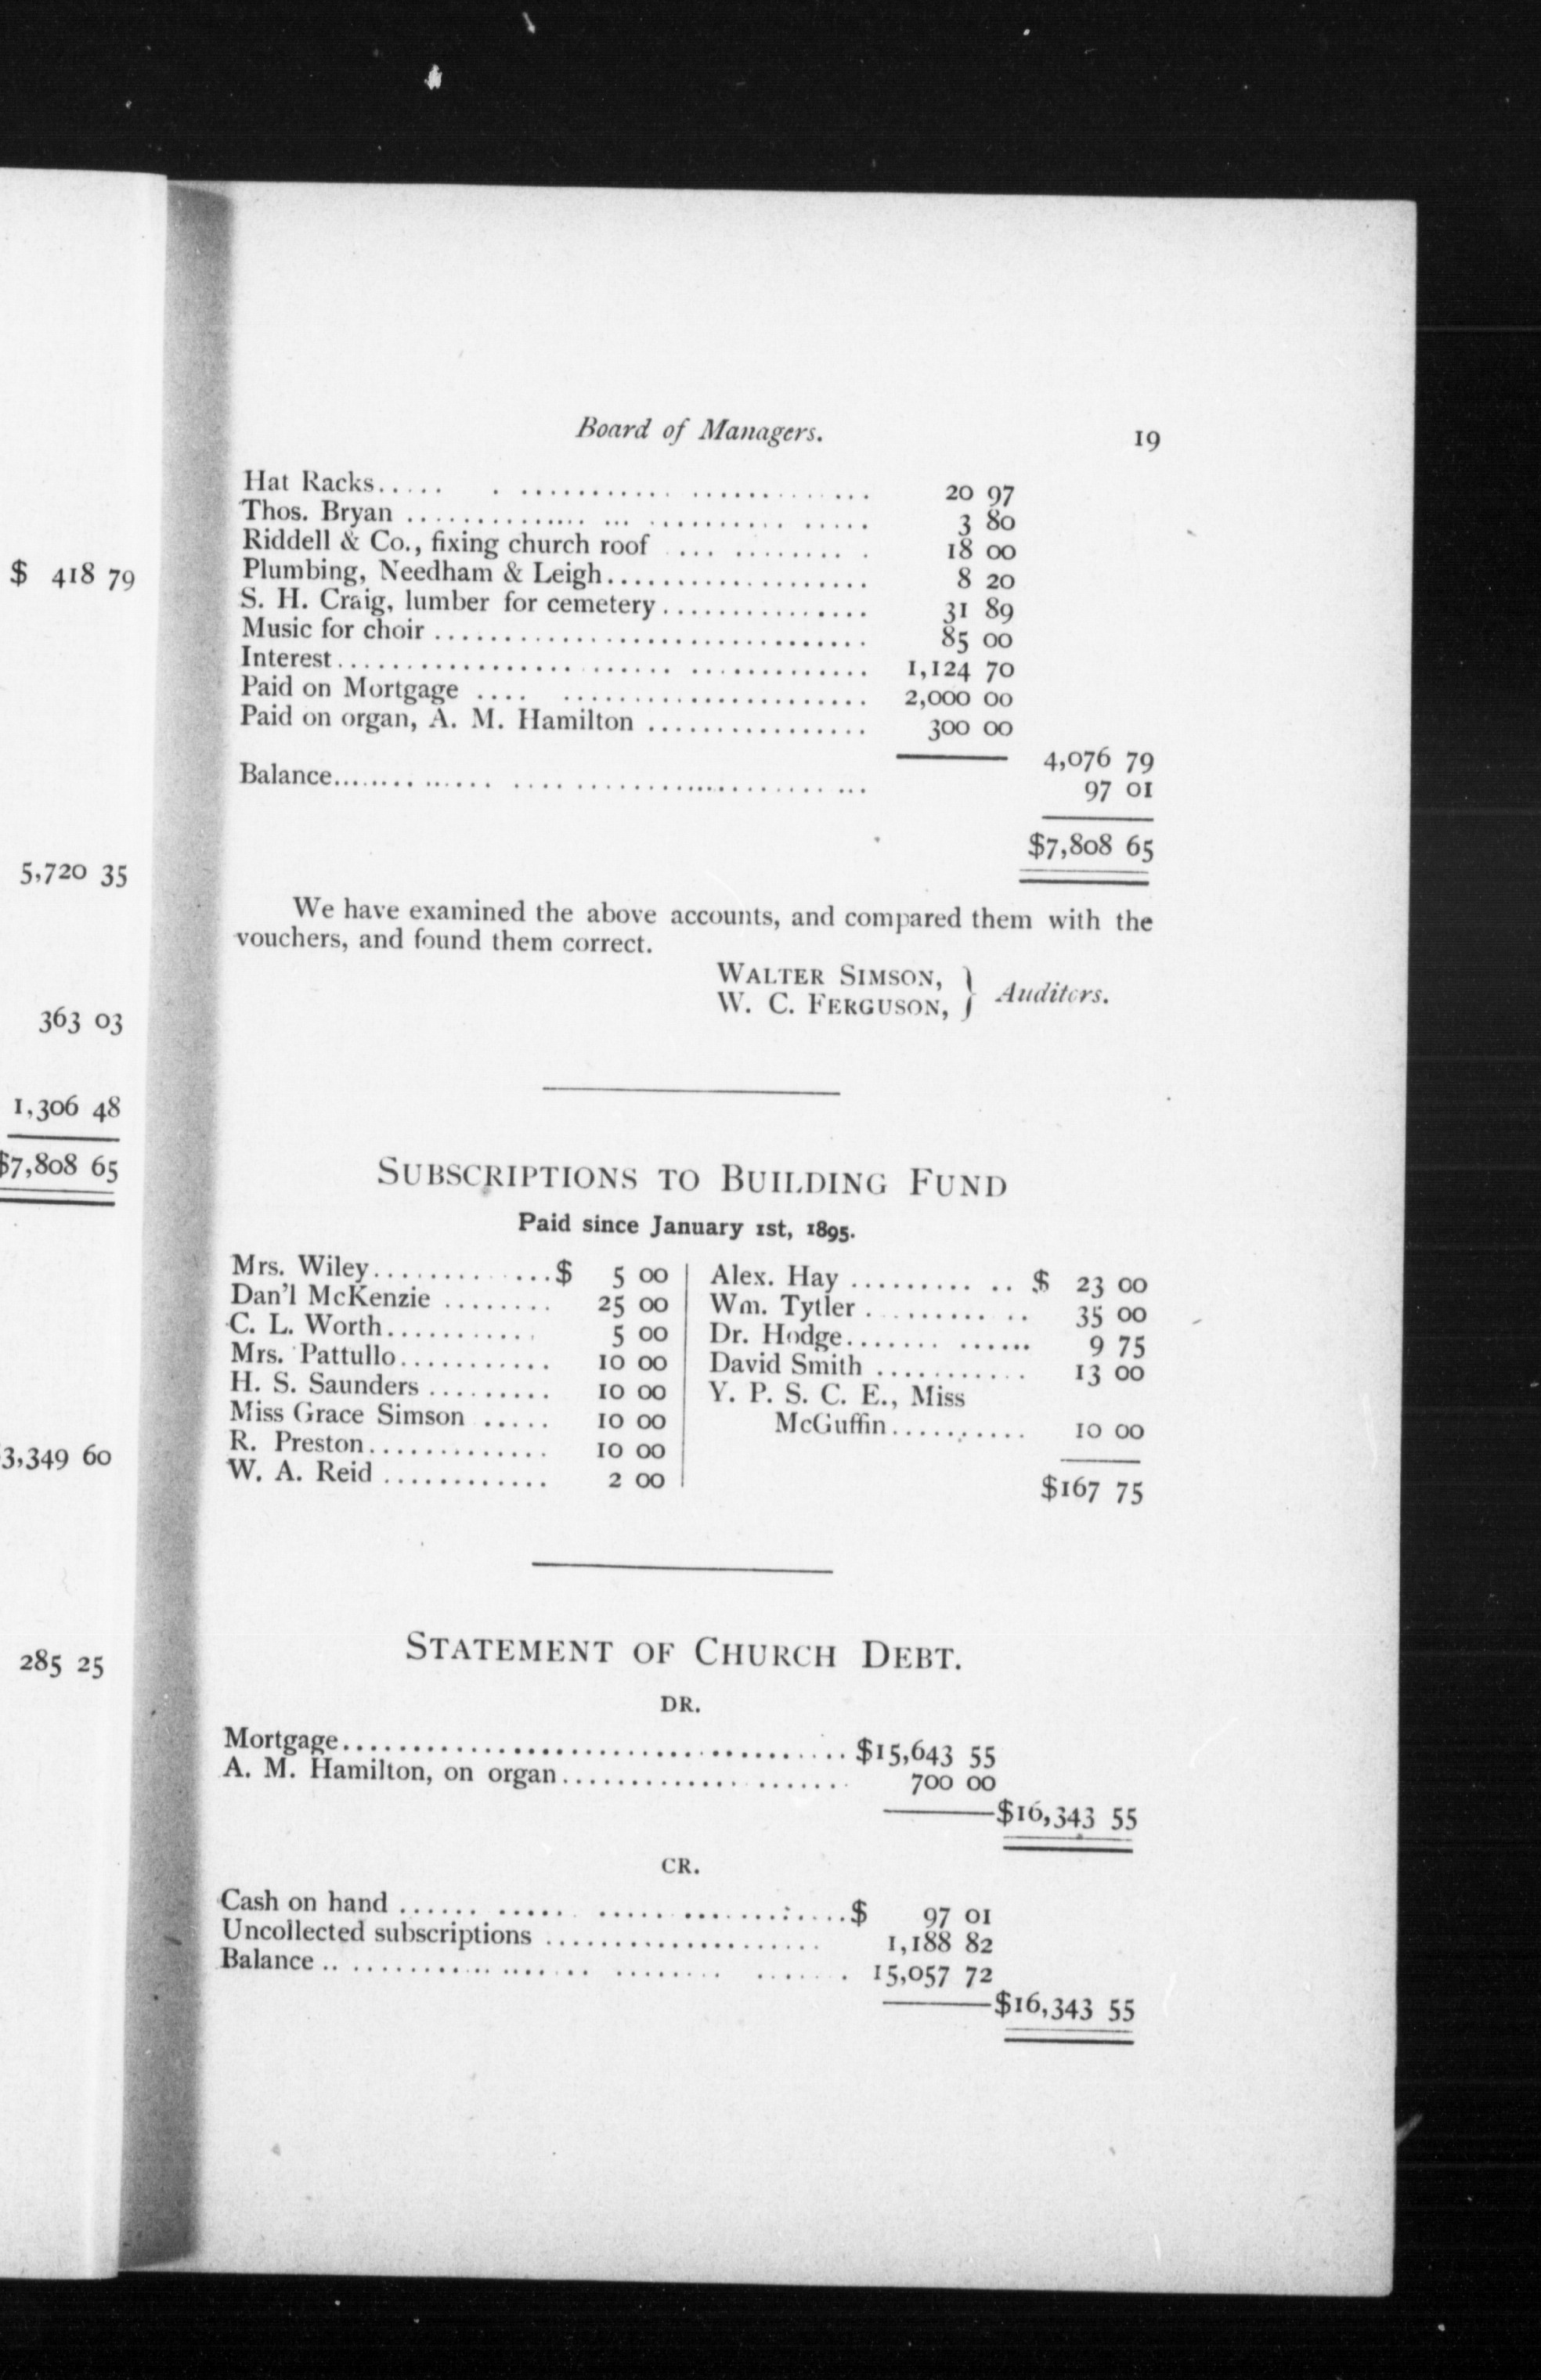 $ 418 79
5,720 35
363 03
1,306 48
$7,808 65
3,349 60
285 25
Board of Managers. 19
Hat Racks..... . ........... ............. 20 97
Thos. Bryan .............. ... .......... ..... 3 80
Riddell & Co., fixing church roof ... ......... . 18 00
Plumbing, Needham & Leigh................... 8 20
S. H. Craig, lumber for cemetery............... 31 89
Music for choir ............................... 85 00
Interest........................ ............. 1,124 70
Paid on Mortgage .... ...................... 2,000 00
Paid on organ, A. M. Hamilton ................ 300 00
4,076 79
Balance........ ...... ....................... ... 97 01
$7,808 65
We have examined the above accounts, and compared them with the
vouchers, and found them correct.
Walter Simson, } Auditors.
W. C. Ferguson,
Subscriptions to Building Fund
Paid since January 1st, 1895.
Mrs. Wiley.............$ 5 00
Dan'l McKenzie ........ 25 00
C. L. Worth........... 5 00
Mrs. Pattullo........... 10 00
H. S. Saunders ......... 10 00
Miss Grace Simson ..... 10 00
R. Preston............. 10 00
W. A. Reid ............ 2 00
Alex. Hay ......... .. $ 23 00
Wm. Tytler .......... .. 35 00
Dr. Hodge....... ...... 9 75
David Smith ........... 13 00
Y. P. S. C. E., Miss
McGuffin.......... 10 00
$167 75
Statement of Church Debt.
DR.
Mortgage.....................................$15,643 55
A. M. Hamilton, on organ............. ....... 700 00
$16,343 55
CR.
Cash on hand ...... ..... ..................$ 97 01
Uncollected subscriptions .................... 1,188 82
Balance .. ................. ........ ....... 15,057 72
$16,343 55